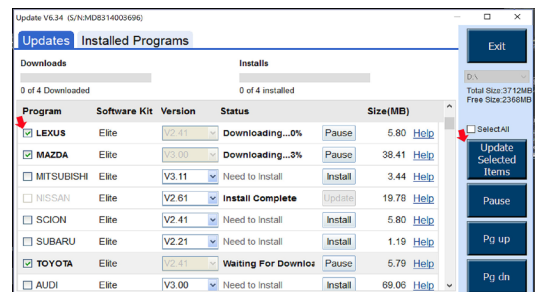 Update V6.34 (S/N:MD8314003696)
Updates Installed Programs
Exit
Downloads Installs
D:\
0 of 4 Downloaded 0 of 4 installed
Total Size:3712MB
Free Size:2368MB
Program Software Kit Version Status Size(MB)
SelectAll
LEXUS Elite V2.41 Downloading...0% Pause 5.80 Help
MAZDA Elite V3.00 Downloading...3% Pause 38.41 Help
Update
Selected
Items
MITSUBISHI Elite V3.11 Need to Install Install 3.44 Help
NISSAN Elite V2.61 Install Complete Update 19.78 Help
Pause
SCION Elite V2.41 Need to Install Install 5.80 Help
SUBARU Elite V2.21 Need to Install Install 1.19 Help
Pg up
TOYOTA Elite V2.41 Waiting For Downloa Pause 5.79 Help
Pg dn
AUDI Elite V3.00 Need to Install Install 69.06 Help